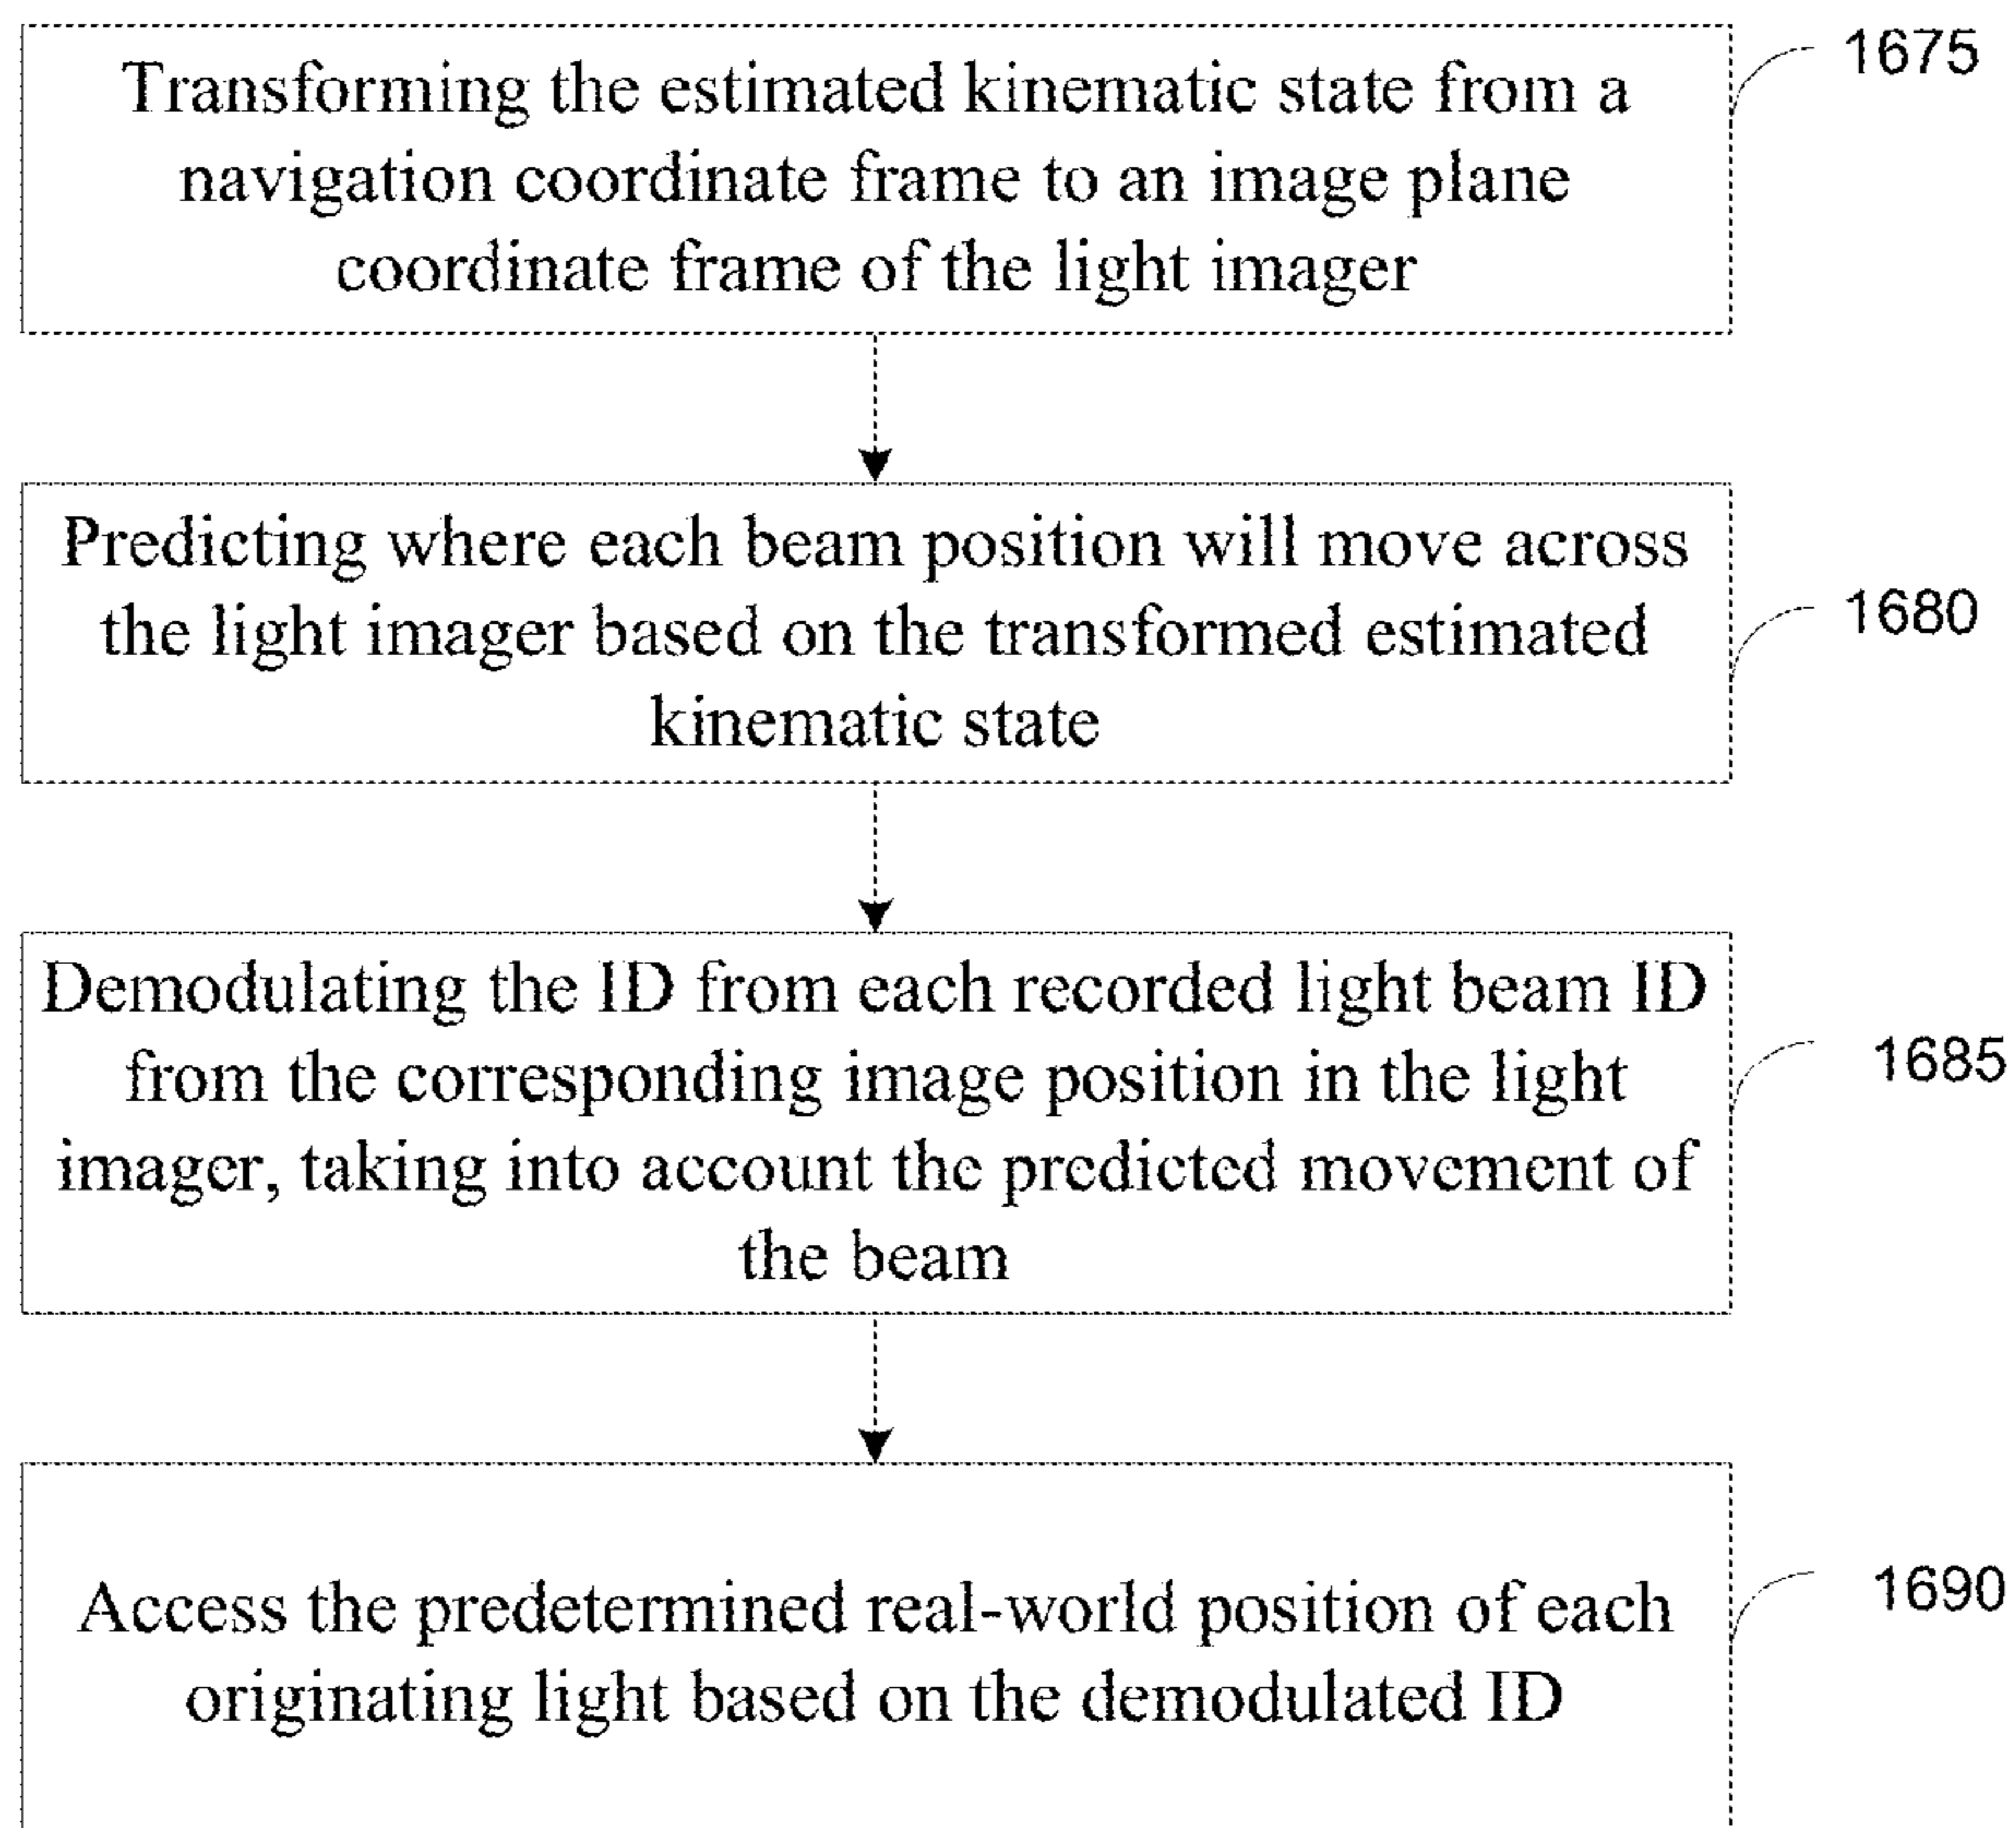 Transforming the estimated kinematic state from a
navigation coordinate frame to an image plane
coordinate frame of the light imager
1675
Predicting where each beam position will move across
the light imager based on the transformed estimated
kinematic state
1680
Demodulating the ID from each recorded light beam ID
from the corresponding image position in the light
imager, taking into account the predicted movement of
the beam
1685
Access the predetermined real-world position of each
originating light based on the demodulated ID
1690